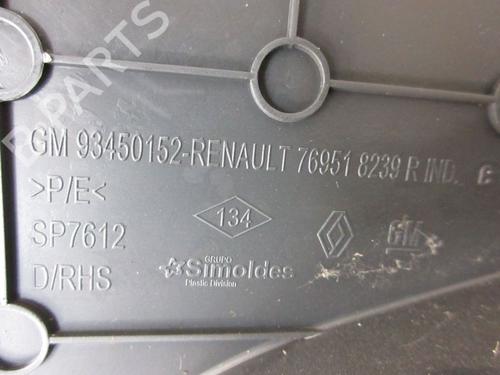 B-PARTS
GM 93450152-RENAULT 76951 8239 R IND. C
>P/E<
SP7612
D/RHS
134
GM
GRUPO
Simoldes
Plastic Division